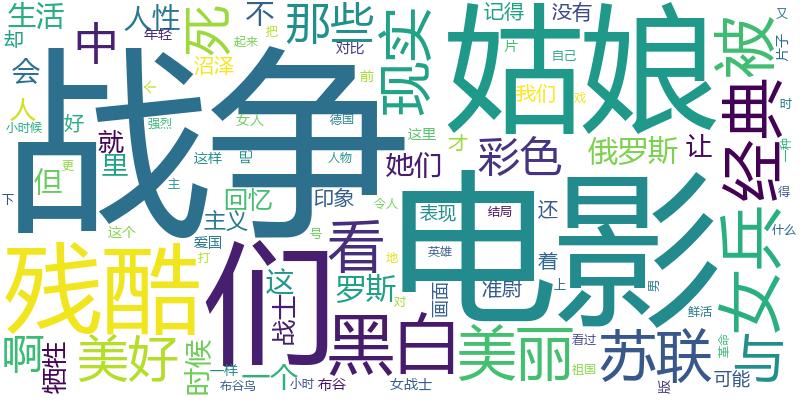 生活
却
年轻
人性
死
不
那些
现实
记得
没有
片
姑娘
被
又
片子
起来
把
对比
自己
中
沼泽
会
人
小时候
好
战争
强烈
就
里
但
女人
德国
前
这里
我们
戏
才
彩色
俄罗斯
让
经典
时
一种
得
什么
她们
这样
人物
更
主
回忆
印象
下
这个
主义
爱国
打
号
令人
表现
结局
还
电影
残酷
们
看
这
战士
罗斯
对
地
英雄
画面
着
准尉
上
男
女兵
鲜活
啊
牺牲
美好
时候
一样
一个
布谷鸟
小时
布谷
黑白
女战士
美丽
看过
祖国
苏联
版
革命
可能
与